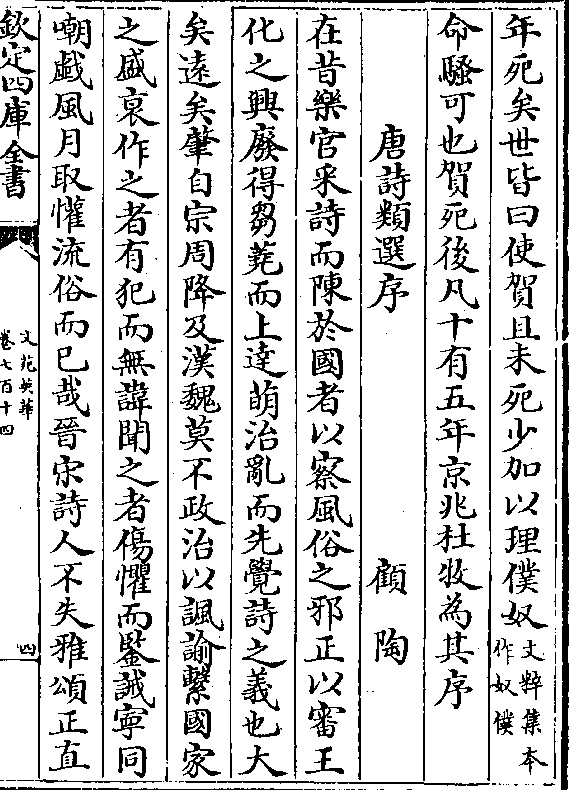 年死矣世皆曰使賀且未死少加以理僕奴文粹集本作奴僕
命騷可也賀死後凡十有五年京兆杜牧為其序
唐詩類選序 顧陶
在昔樂官采詩而陳於國者以察風俗之邪正以審王
化之興廢得芻蕘而上達萌治亂而先覺詩之義也大
矣逺矣肇自宗周降及漢魏莫不政治以諷諭繫國家
之盛衰作之者有犯而無諱聞之者傷懼而鑒誡寧同
嘲戯風月取懽流俗而已哉晉宋詩人不失雅頌正直
欽定四庫全書
文苑英華
卷七百十四
四